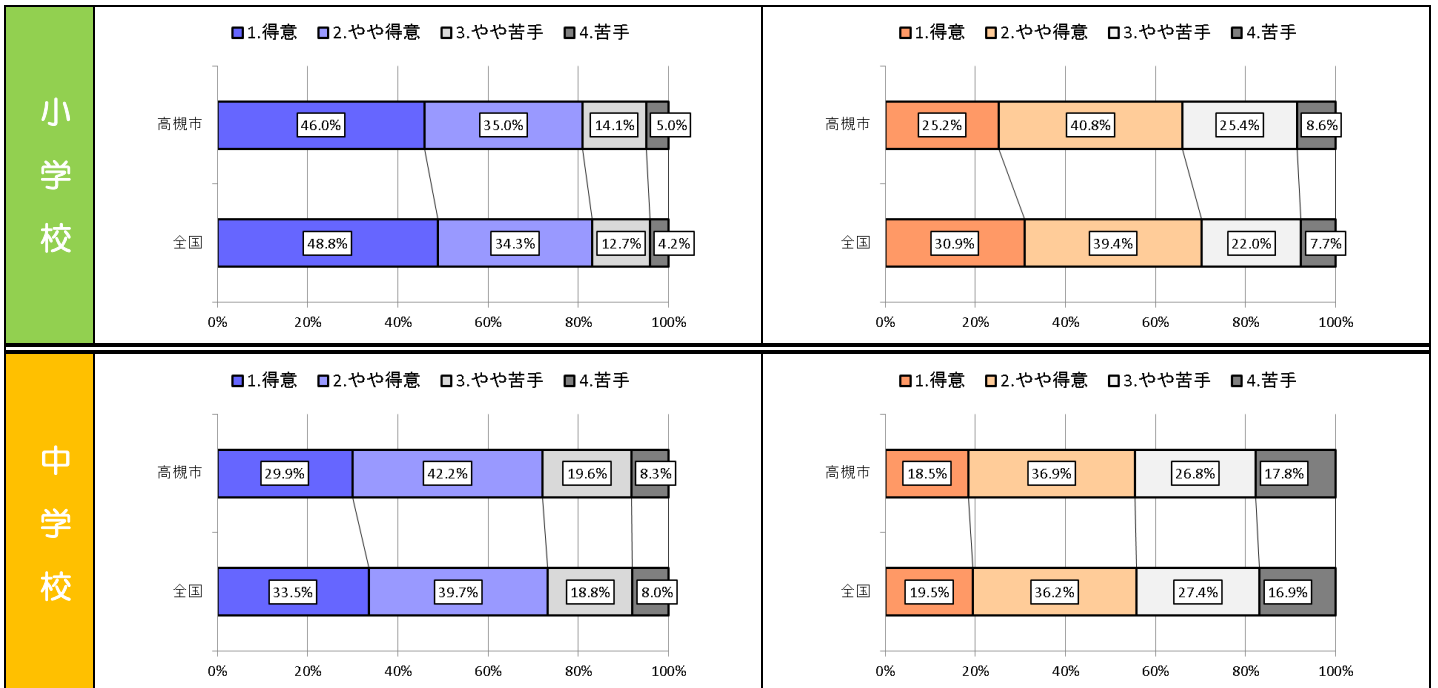 小学校
1.得意 2.やや得意 3.やや苦手 4.苦手
高槻市 46.0% 35.0% 14.1% 5.0%
全国 48.8% 34.3% 12.7% 4.2%
0% 20% 40% 60% 80% 100%
1.得意 2.やや得意 3.やや苦手 4.苦手
高槻市 25.2% 40.8% 25.4% 8.6%
全国 30.9% 39.4% 22.0% 7.7%
0% 20% 40% 60% 80% 100%
中学校
1.得意 2.やや得意 3.やや苦手 4.苦手
高槻市 29.9% 42.2% 19.6% 8.3%
全国 33.5% 39.7% 18.8% 8.0%
0% 20% 40% 60% 80% 100%
1.得意 2.やや得意 3.やや苦手 4.苦手
高槻市 18.5% 36.9% 26.8% 17.8%
全国 19.5% 36.2% 27.4% 16.9%
0% 20% 40% 60% 80% 100%